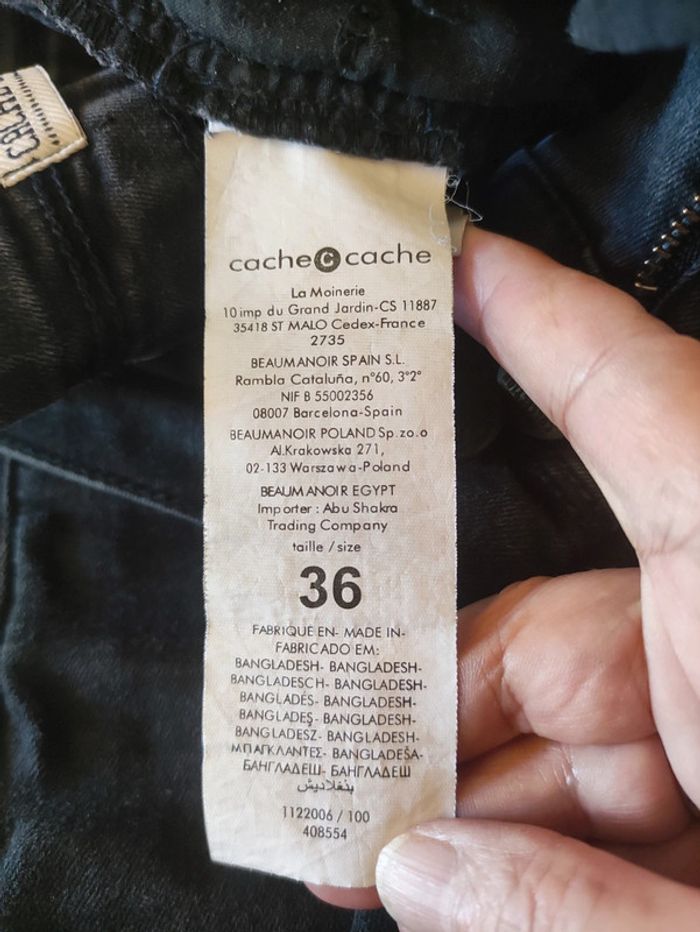 cache c cache
La Moinerie
10 imp du Grand Jardin-CS 11887
35418 ST MALO Cedex-France
2735
BEAUMANOIR SPAIN S.L.
Rambla Cataluña, n°60, 3°2°
NIF B 55002356
08007 Barcelona-Spain
BEAUMANOIR POLAND Sp.zo.o
Al.Krakowska 271,
02-133 Warszawa-Poland
BEAUMANOIR EGYPT
Importer : Abu Shakra
Trading Company
taille / size
36
FABRIQUE EN- MADE IN-
FABRICADO EM:
BANGLADESH- BANGLADESH-
BANGLADESCH- BANGLADESH-
BANGLADÉS- BANGLADESH-
BANGLADEŞ- BANGLADESH-
BANGLADESZ- BANGLADESH-
ΜΠΑΓΚΛΑΝΤΕΣ- BANGLADEŠA-
БАНГЛАДЕШ- БАНГЛАДЕШ
بنغلاديش
1122006 / 100
408554